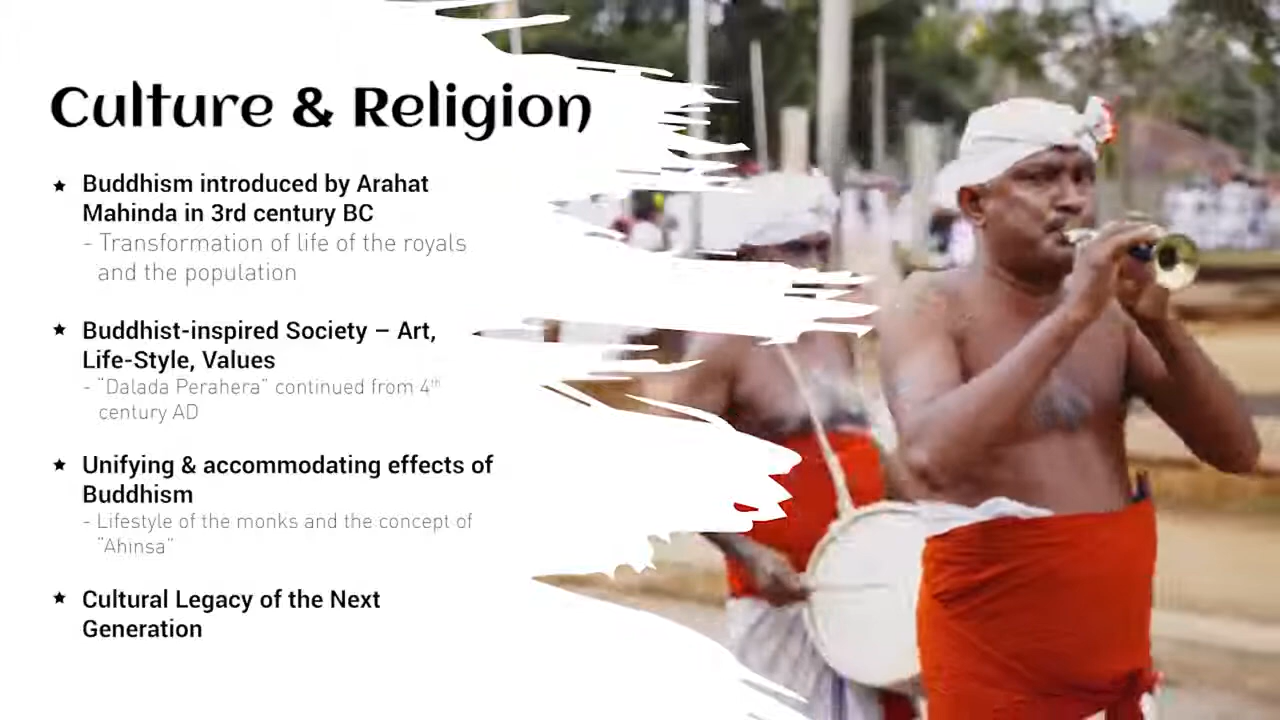 Culture & Religion
★ Buddhism introduced by Arahat
Mahinda in 3rd century BC
- Transformation of life of the royals
and the population
★ Buddhist-inspired Society – Art,
Life-Style, Values
- "Dalada Perahera" continued from 4th
century AD
★ Unifying & accommodating effects of
Buddhism
- Lifestyle of the monks and the concept of
"Ahinsa"
★ Cultural Legacy of the Next
Generation